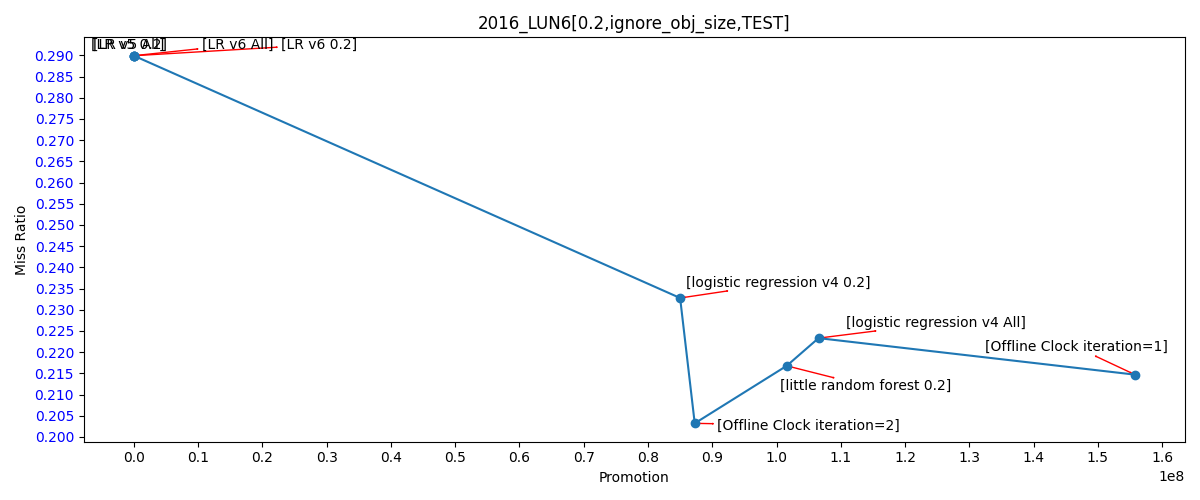 2016_LUN6[0.2,ignore_obj_size,TEST]
[LR v6 All]
[LR v6 0.2]
0.290
0.285
0.280
0.275
0.270
0.265
0.260
0.255
0.250
0.245
0.240
0.235
0.230
0.225
0.220
0.215
0.210
0.205
0.200
Miss Ratio
[logistic regression v4 0.2]
[logistic regression v4 All]
[Offline Clock iteration=1]
[little random forest 0.2]
[Offline Clock iteration=2]
0.0 0.1 0.2 0.3 0.4 0.5 0.6 0.7 0.8 0.9 1.0 1.1 1.2 1.3 1.4 1.5 1.6
1e8
Promotion